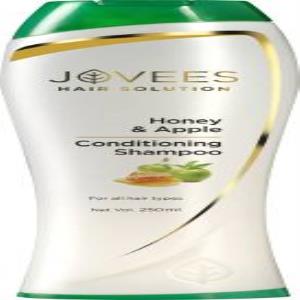 JOVEES
HAIR SOLUTION
Honey
& Apple
Conditioning
Shampoo
For all hair types
Net Vol. 250ml